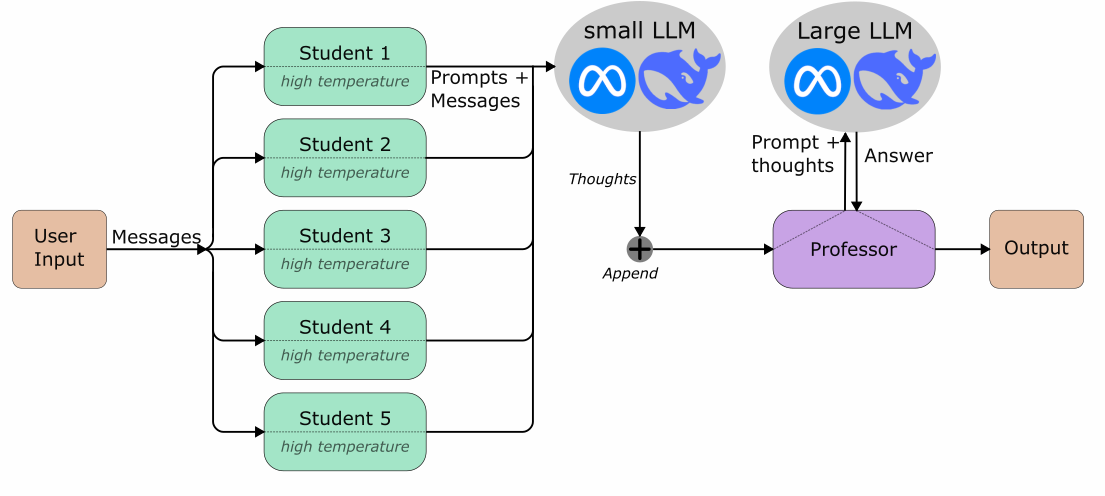 small LLM
Large LLM
Student 1
high temperature
Prompts +
Messages
Student 2
high temperature
Prompt +
thoughts
Answer
Thoughts
User
Input
Messages
Student 3
high temperature
Append
Professor
Output
Student 4
high temperature
Student 5
high temperature